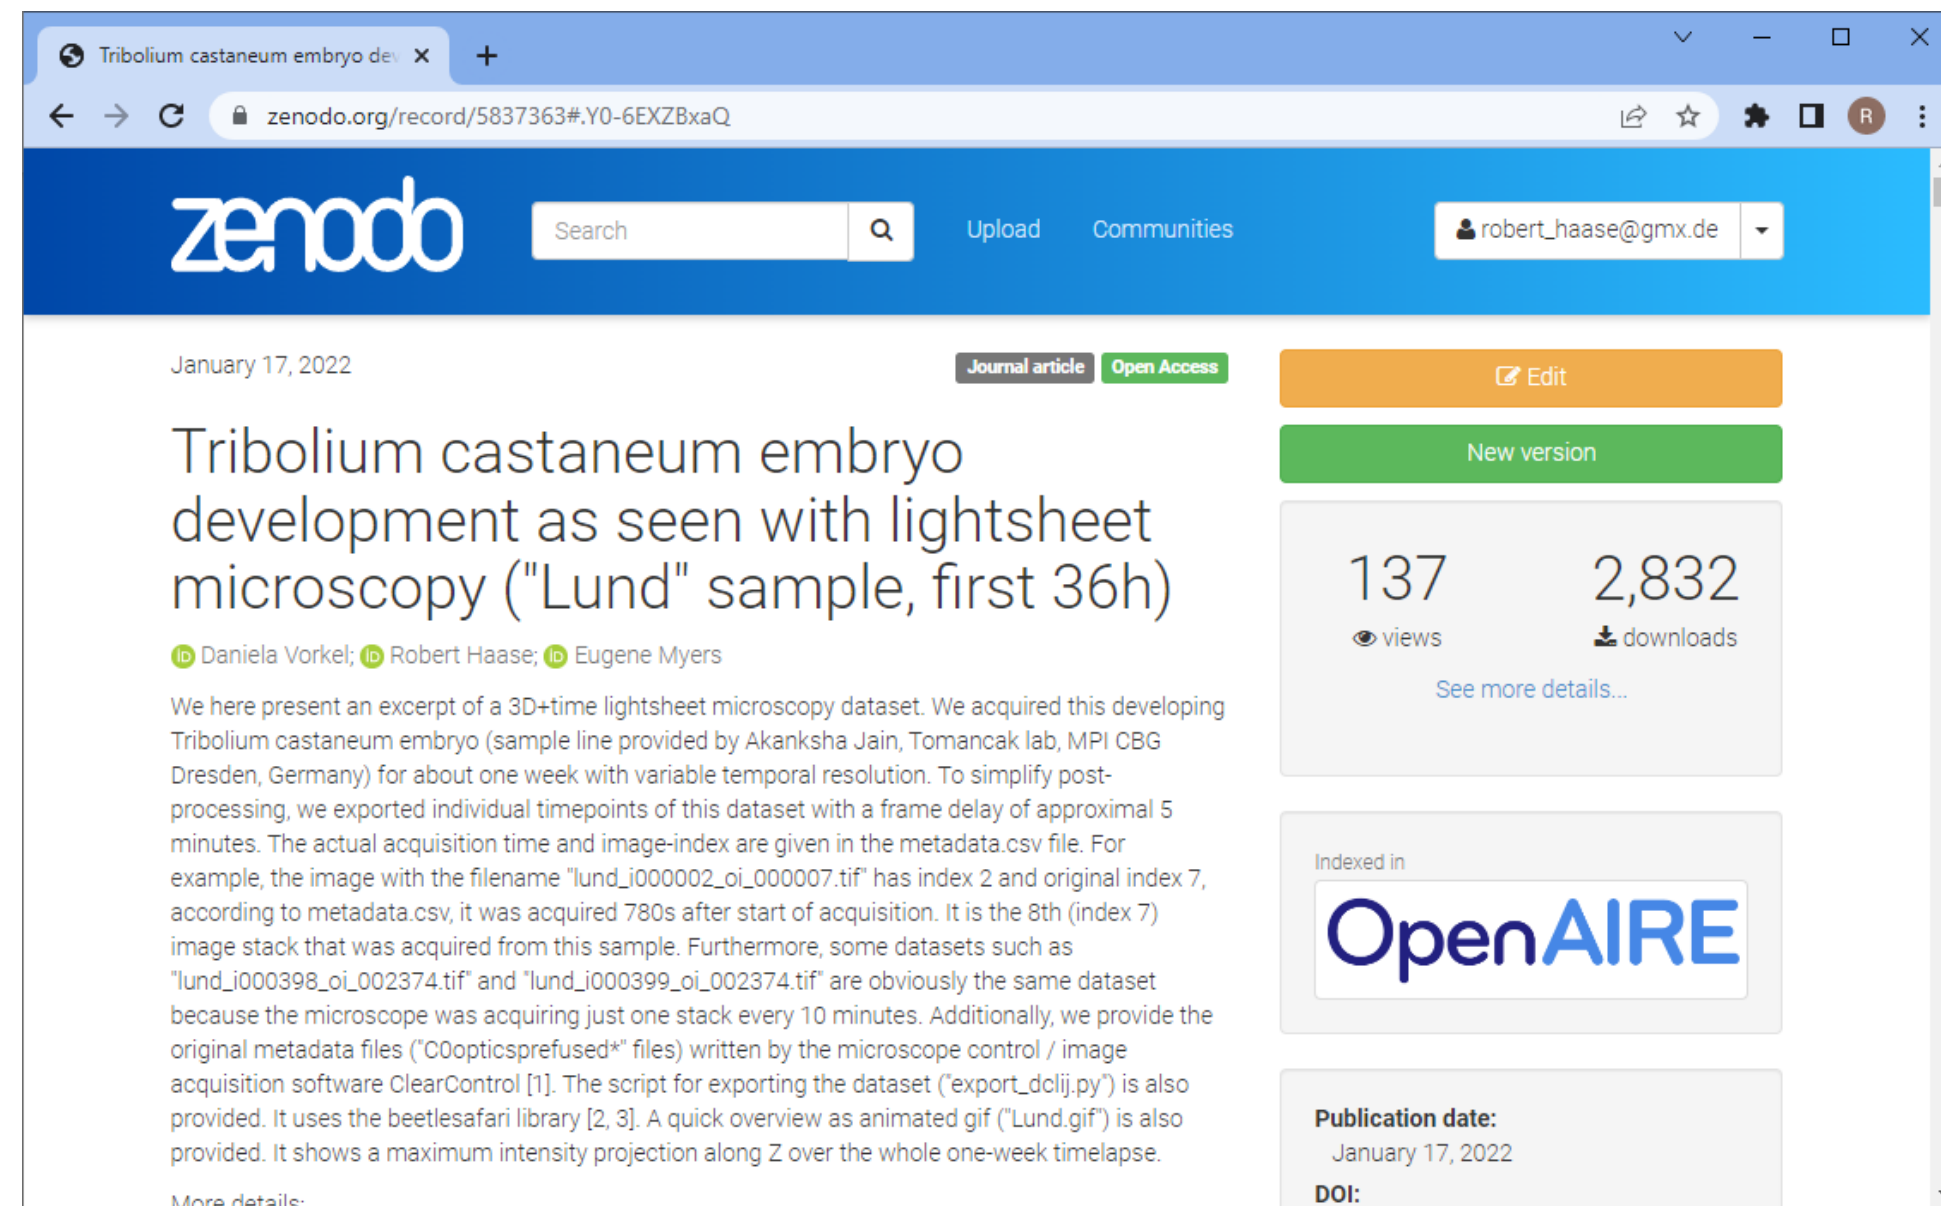 Tribolium castaneum embryo dev
zenodo.org/record/5837363#.Y0-6EXZBxaQ
R
zenodo
Search
Upload
Communities
robert_haase@gmx.de
January 17, 2022
Journal article
Open Access
Edit
Tribolium castaneum embryo
development as seen with lightsheet
microscopy ("Lund" sample, first 36h)
New version
137
views
2,832
downloads
See more details...
iD Daniela Vorkel; iD Robert Haase; iD Eugene Myers
We here present an excerpt of a 3D+time lightsheet microscopy dataset. We acquired this developing
Tribolium castaneum embryo (sample line provided by Akanksha Jain, Tomancak lab, MPI CBG
Dresden, Germany) for about one week with variable temporal resolution. To simplify post-
processing, we exported individual timepoints of this dataset with a frame delay of approximal 5
minutes. The actual acquisition time and image-index are given in the metadata.csv file. For
example, the image with the filename "lund_i000002_oi_000007.tif" has index 2 and original index 7,
according to metadata.csv, it was acquired 780s after start of acquisition. It is the 8th (index 7)
image stack that was acquired from this sample. Furthermore, some datasets such as
"lund_i000398_oi_002374.tif" and "lund_i000399_oi_002374.tif" are obviously the same dataset
because the microscope was acquiring just one stack every 10 minutes. Additionally, we provide the
original metadata files ("C0opticsprefused*" files) written by the microscope control / image
acquisition software ClearControl [1]. The script for exporting the dataset ("export_dclij.py") is also
provided. It uses the beetlesafari library [2, 3]. A quick overview as animated gif ("Lund.gif") is also
provided. It shows a maximum intensity projection along Z over the whole one-week timelapse.
More details:
Indexed in
OpenAIRE
Publication date:
January 17, 2022
DOI: